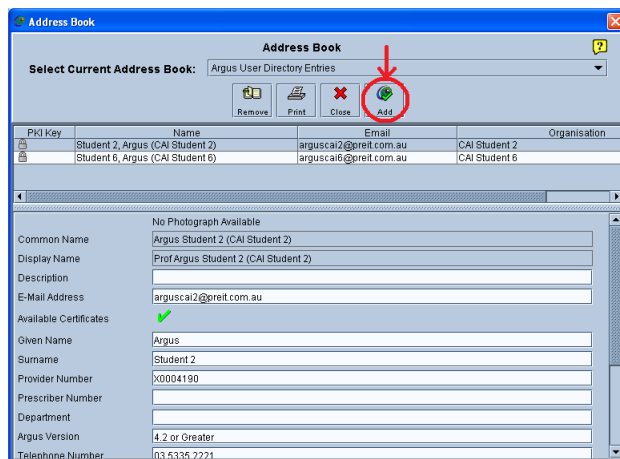 Address Book
Address Book
?
Select Current Address Book: Argus User Directory Entries
Remove Print Close Add
PKI Key Name Email Organisation
Student 2, Argus (CAI Student 2) arguscai2@preit.com.au CAI Student 2
Student 6, Argus (CAI Student 6) arguscai6@preit.com.au CAI Student 6
No Photograph Available
Common Name Argus Student 2 (CAI Student 2)
Display Name Prof Argus Student 2 (CAI Student 2)
Description
E-Mail Address arguscai2@preit.com.au
Available Certificates
Given Name Argus
Surname Student 2
Provider Number X0004190
Prescriber Number
Department
Argus Version 4.2 or Greater
Telephone Number 03 5335 2221